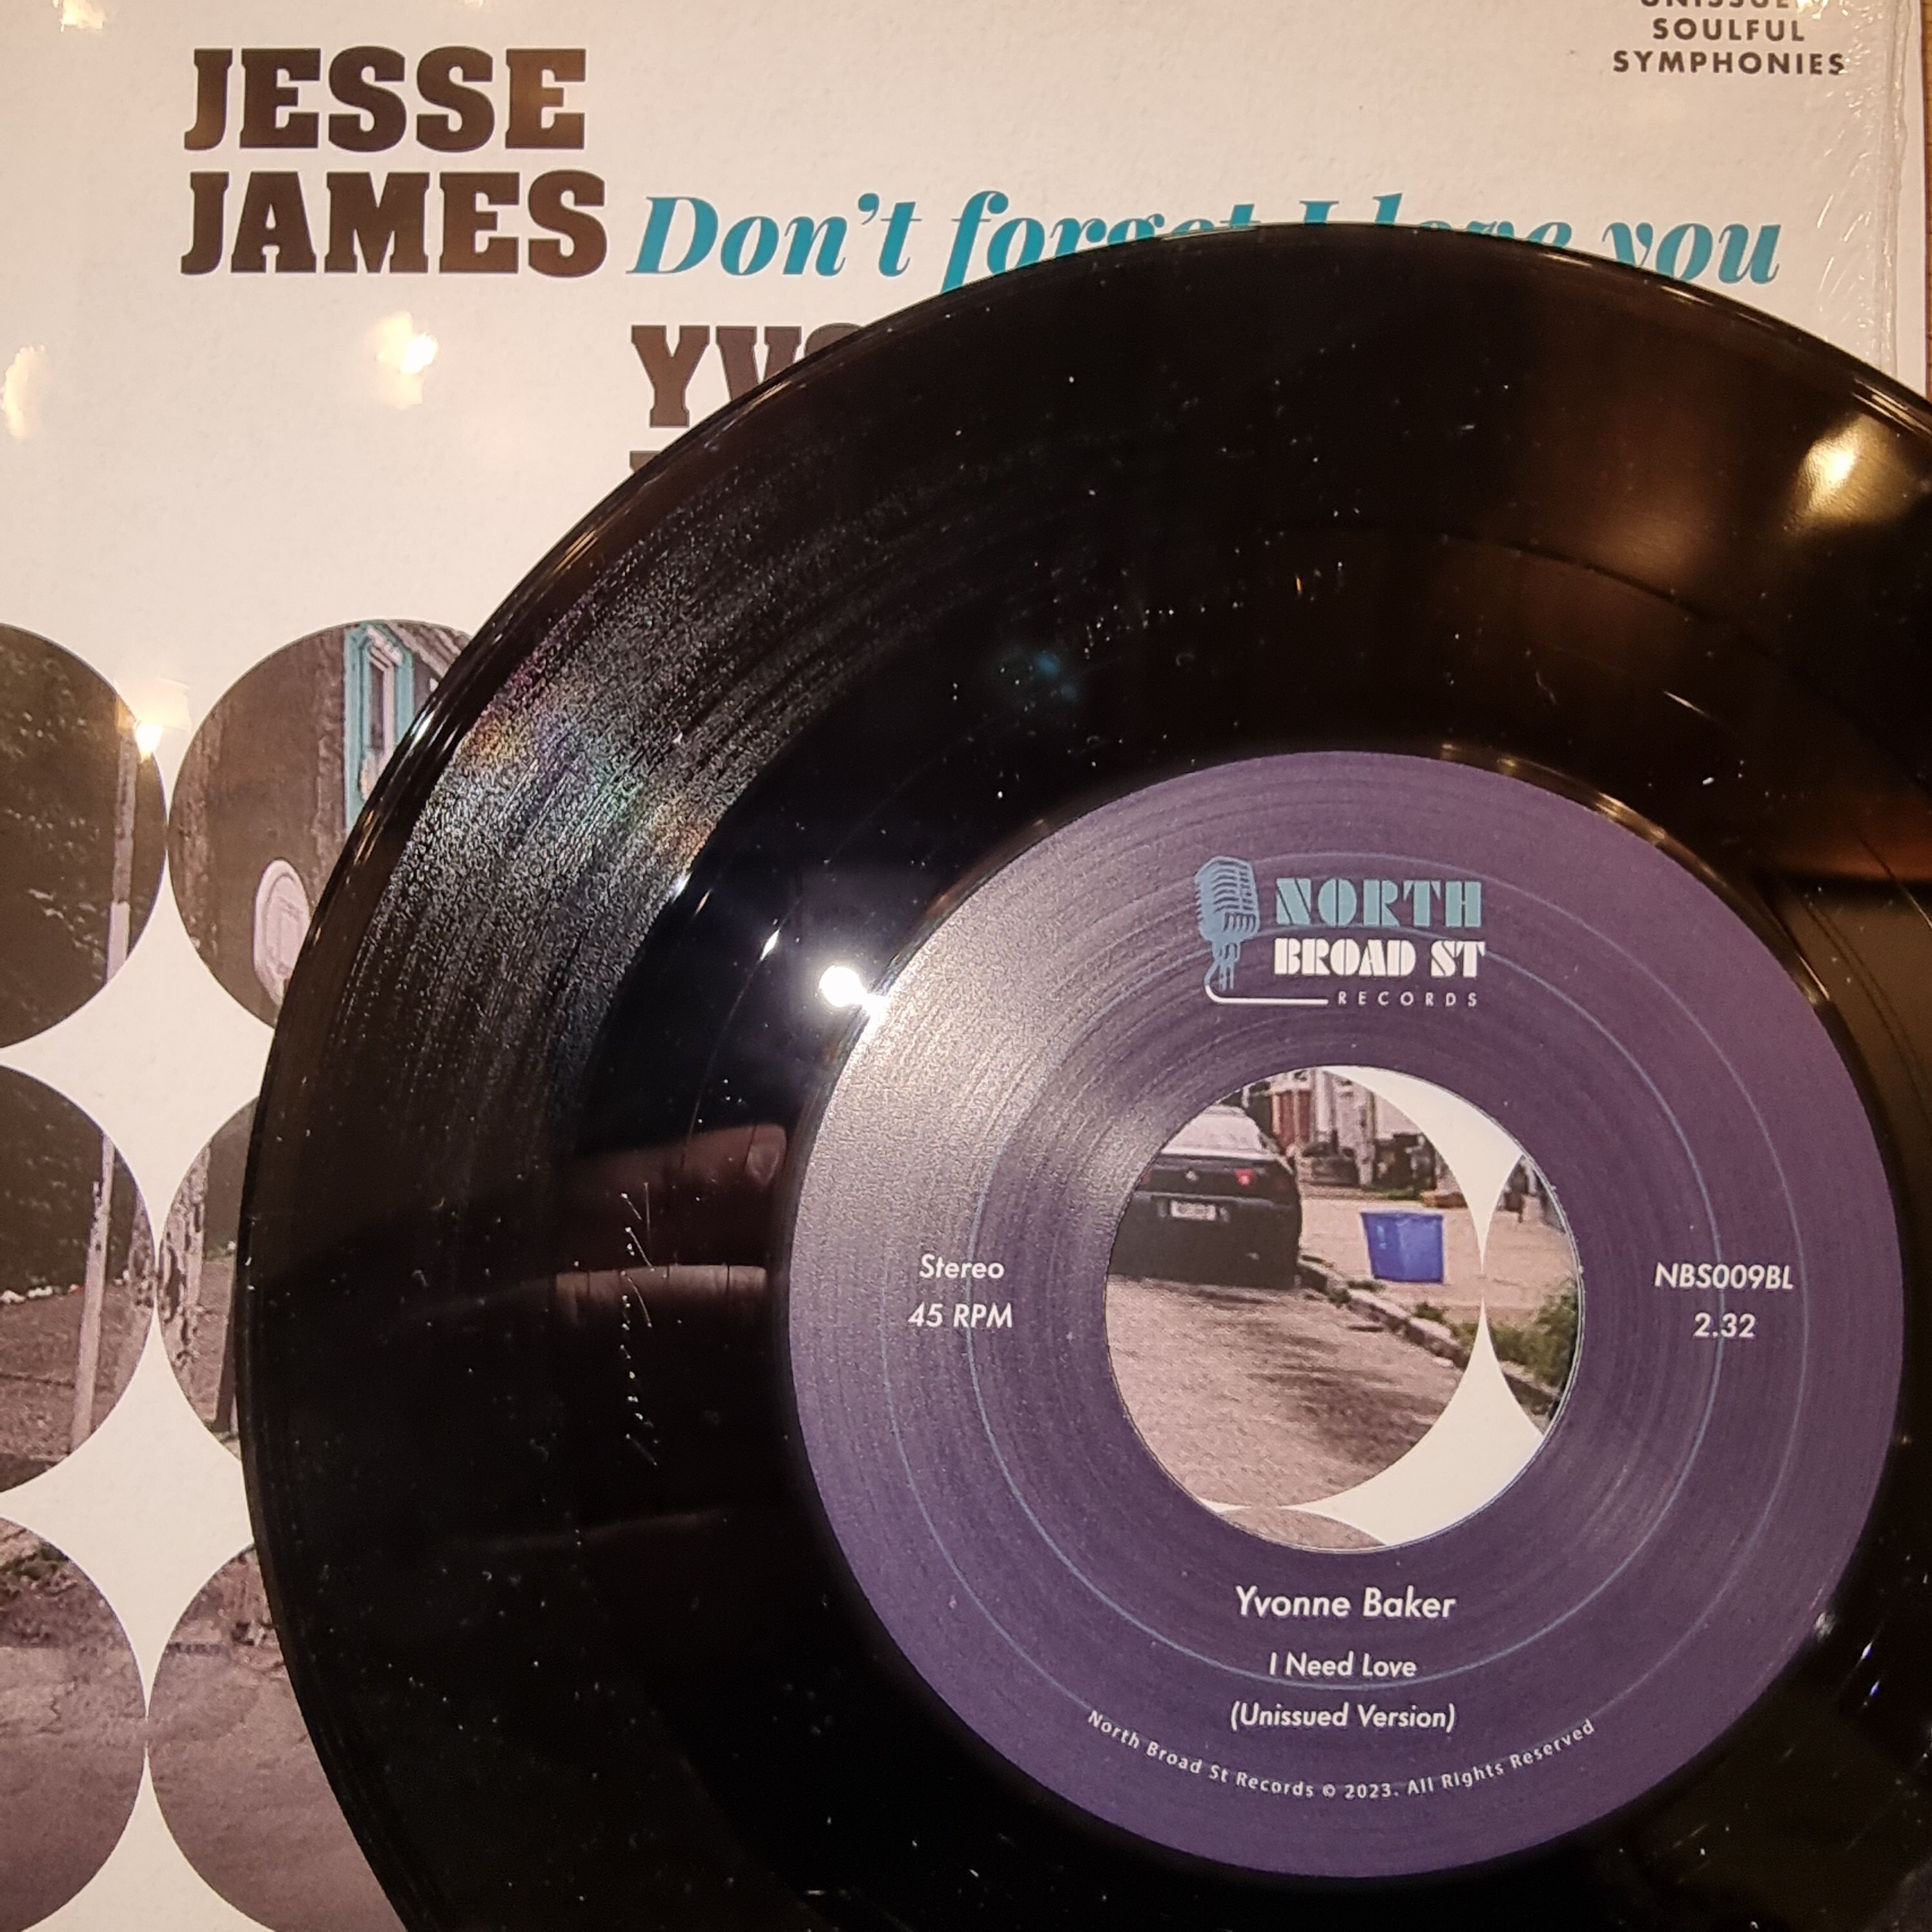 SOULFUL
SYMPHONIES
JESSE
JAMES Don't forget I love you
NORTH
BROAD ST
RECORDS
Stereo
45 RPM
NBS009BL
2.32
Yvonne Baker
I Need Love
(Unissued Version)
North Broad St Records © 2023. All Rights Reserved